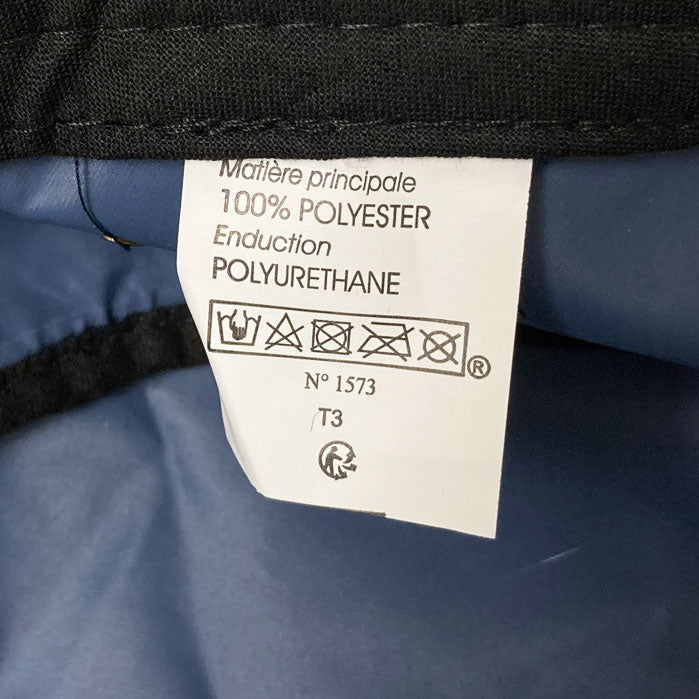 Matière principale
100% POLYESTER
Enduction
POLYURETHANE
®
N° 1573
T3